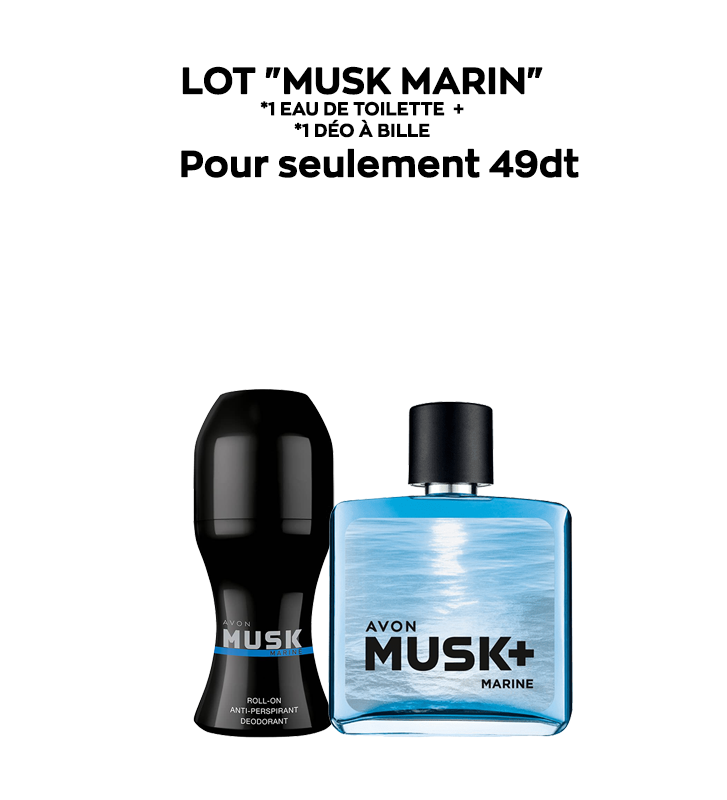 LOT "MUSK MARIN"
*1 EAU DE TOILETTE +
*1 DÉO À BILLE
Pour seulement 49dt
AVON
MUSK
MARINE
ROLL-ON
ANTI-PERSPIRANT
DEODORANT
AVON
MUSK+
MARINE